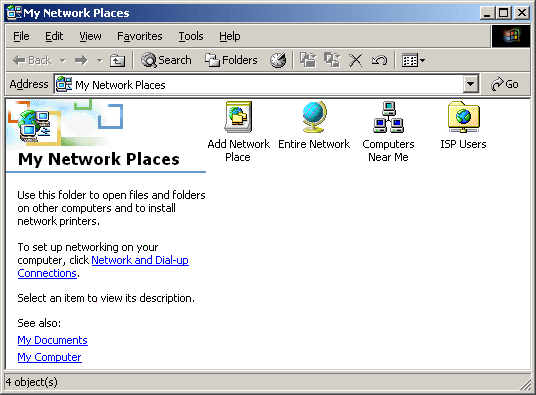 My Network Places
File Edit View Favorites Tools Help
Back Search Folders
Address My Network Places Go
My Network Places
Use this folder to open files and folders
on other computers and to install
network printers.
To set up networking on your
computer, click Network and Dial-up
Connections.
Select an item to view its description.
See also:
My Documents
My Computer
Add Network
Place
Entire Network
Computers
Near Me
ISP Users
4 object(s)